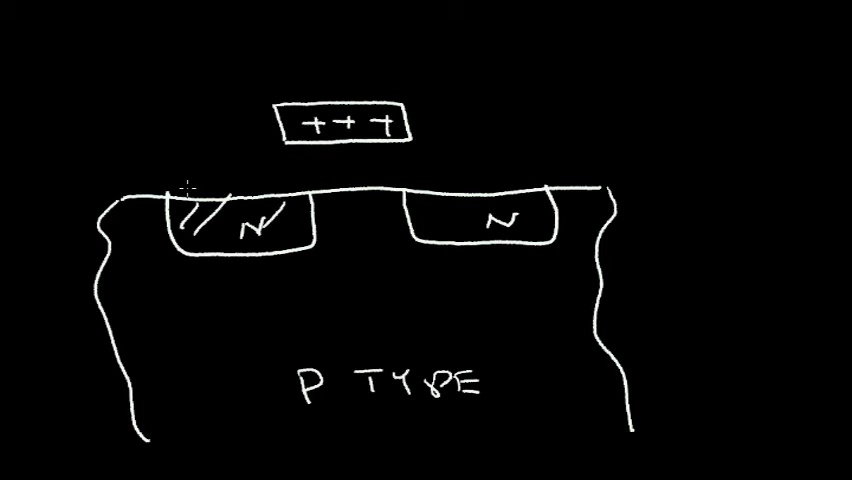 + + +
N N
P TYPE